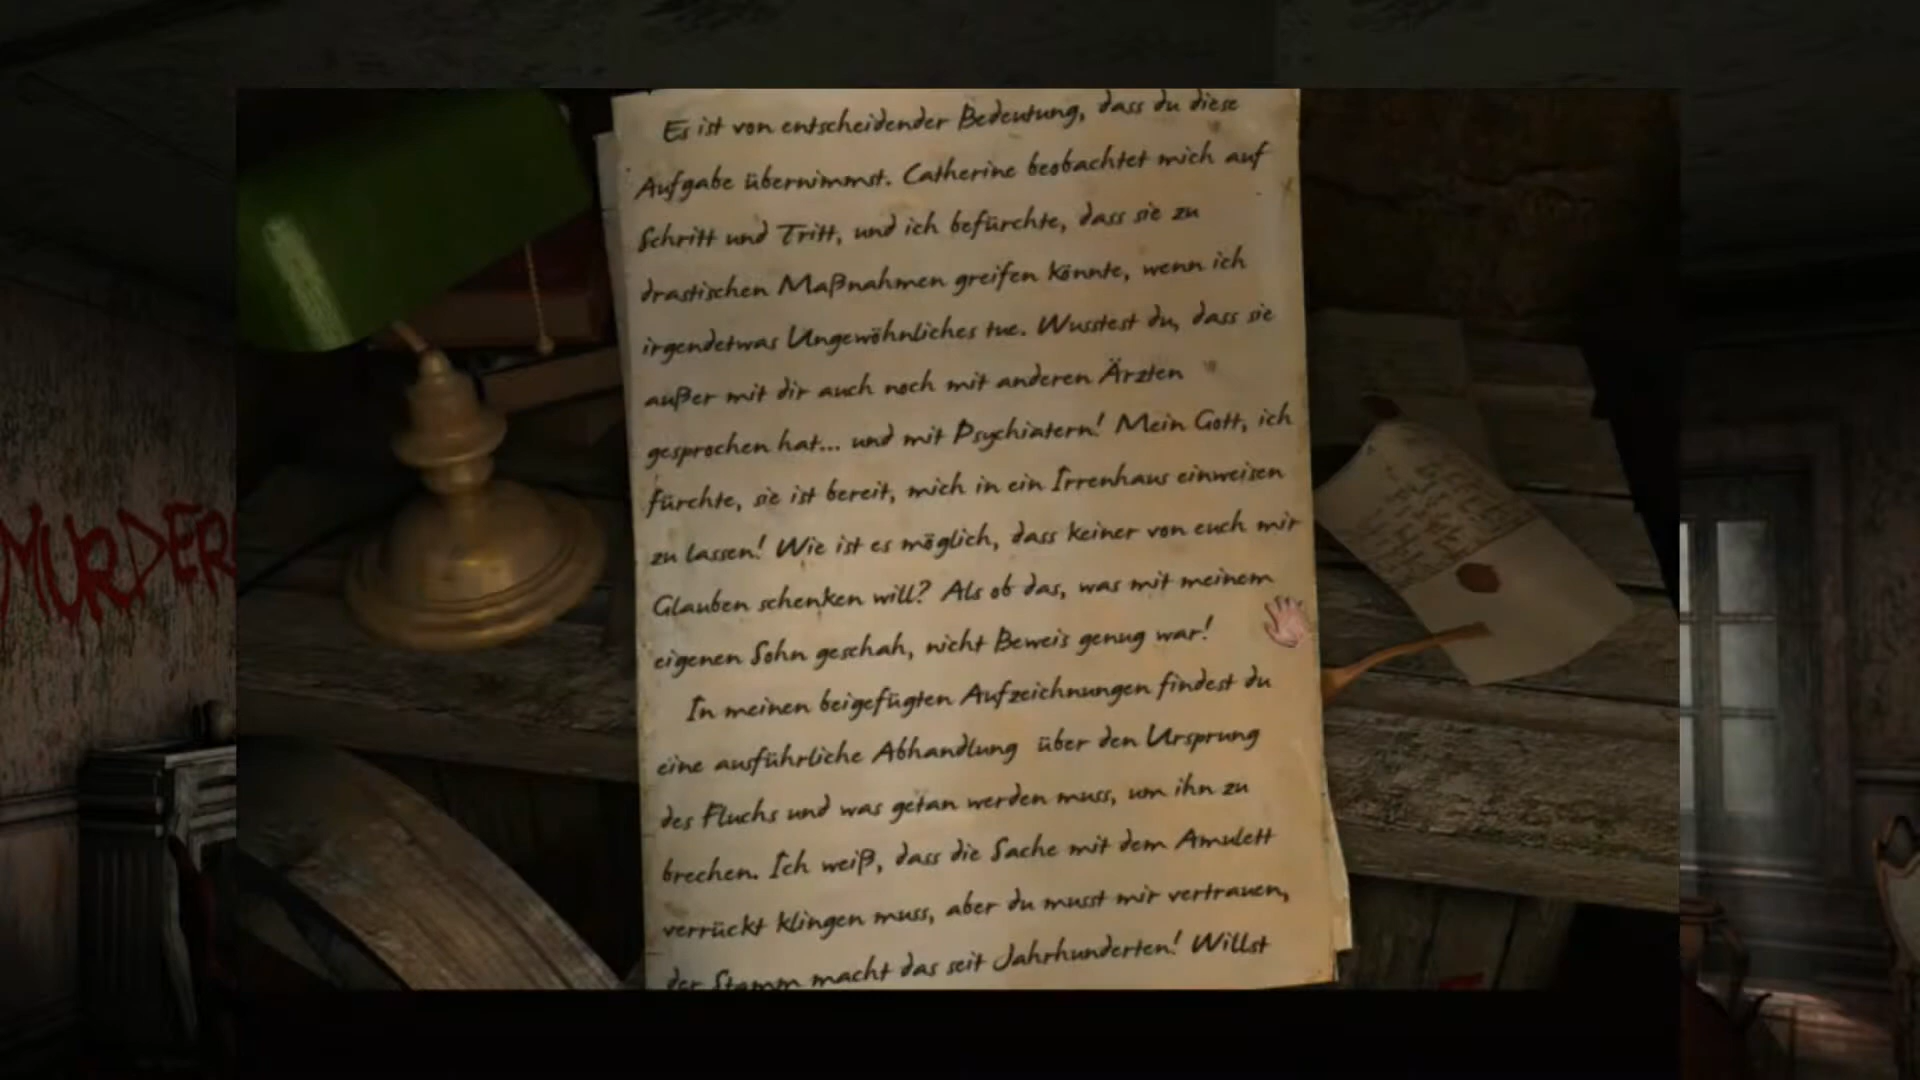 Es ist von entscheidender Bedeutung, dass du diese
Aufgabe übernimmst. Catherine beobachtet mich auf
Schritt und Tritt, und ich befürchte, dass sie zu
drastischen Maßnahmen greifen könnte, wenn ich
irgendetwas Ungewöhnliches tue. Wusstest du, dass sie
außer mit dir auch noch mit anderen Ärzten
gesprochen hat... und mit Psychiatern! Mein Gott, ich
fürchte, sie ist bereit, mich in ein Irrenhaus einweisen
zu lassen! Wie ist es möglich, dass keiner von euch mir
Glauben schenken will? Als ob das, was mit meinem
eigenen Sohn geschah, nicht Beweis genug war!
In meinen beigefügten Aufzeichnungen findest du
eine ausführliche Abhandlung über den Ursprung
des Fluchs und was getan werden muss, um ihn zu
brechen. Ich weiß, dass die Sache mit dem Amulett
verrückt klingen muss, aber du musst mir vertrauen,
der Stamm macht das seit Jahrhunderten! Willst
MURDER